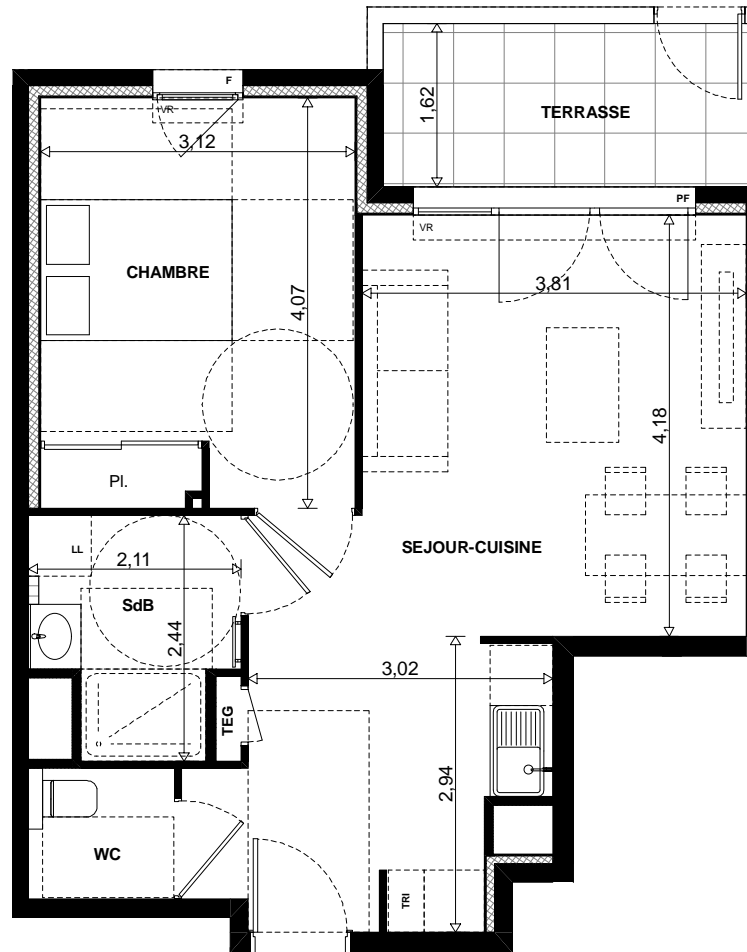 F
VR
3,12
1,62
TERRASSE
PF
VR
CHAMBRE
4,07
3,81
4,18
Pl.
LL
2,11
SEJOUR-CUISINE
SdB
2,44
3,02
TEG
2,94
WC
TRI